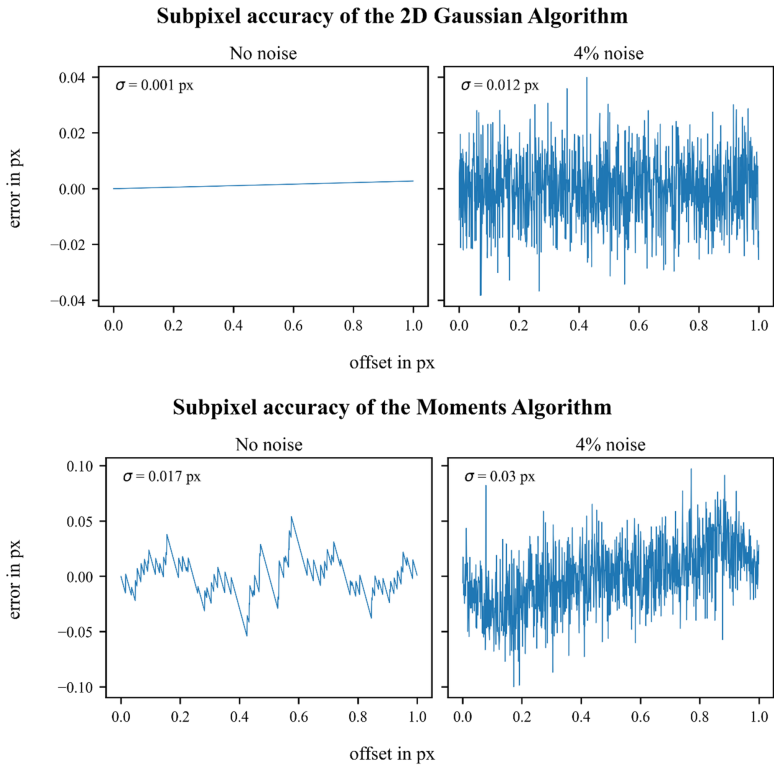 Subpixel accuracy of the 2D Gaussian Algorithm
No noise
4% noise
σ = 0.001 px
σ = 0.012 px
error in px
0.04
0.02
0.00
−0.02
−0.04
0.0 0.2 0.4 0.6 0.8 1.0
0.0 0.2 0.4 0.6 0.8 1.0
offset in px
Subpixel accuracy of the Moments Algorithm
No noise
4% noise
σ = 0.017 px
σ = 0.03 px
error in px
0.10
0.05
0.00
−0.05
−0.10
0.0 0.2 0.4 0.6 0.8 1.0
0.0 0.2 0.4 0.6 0.8 1.0
offset in px